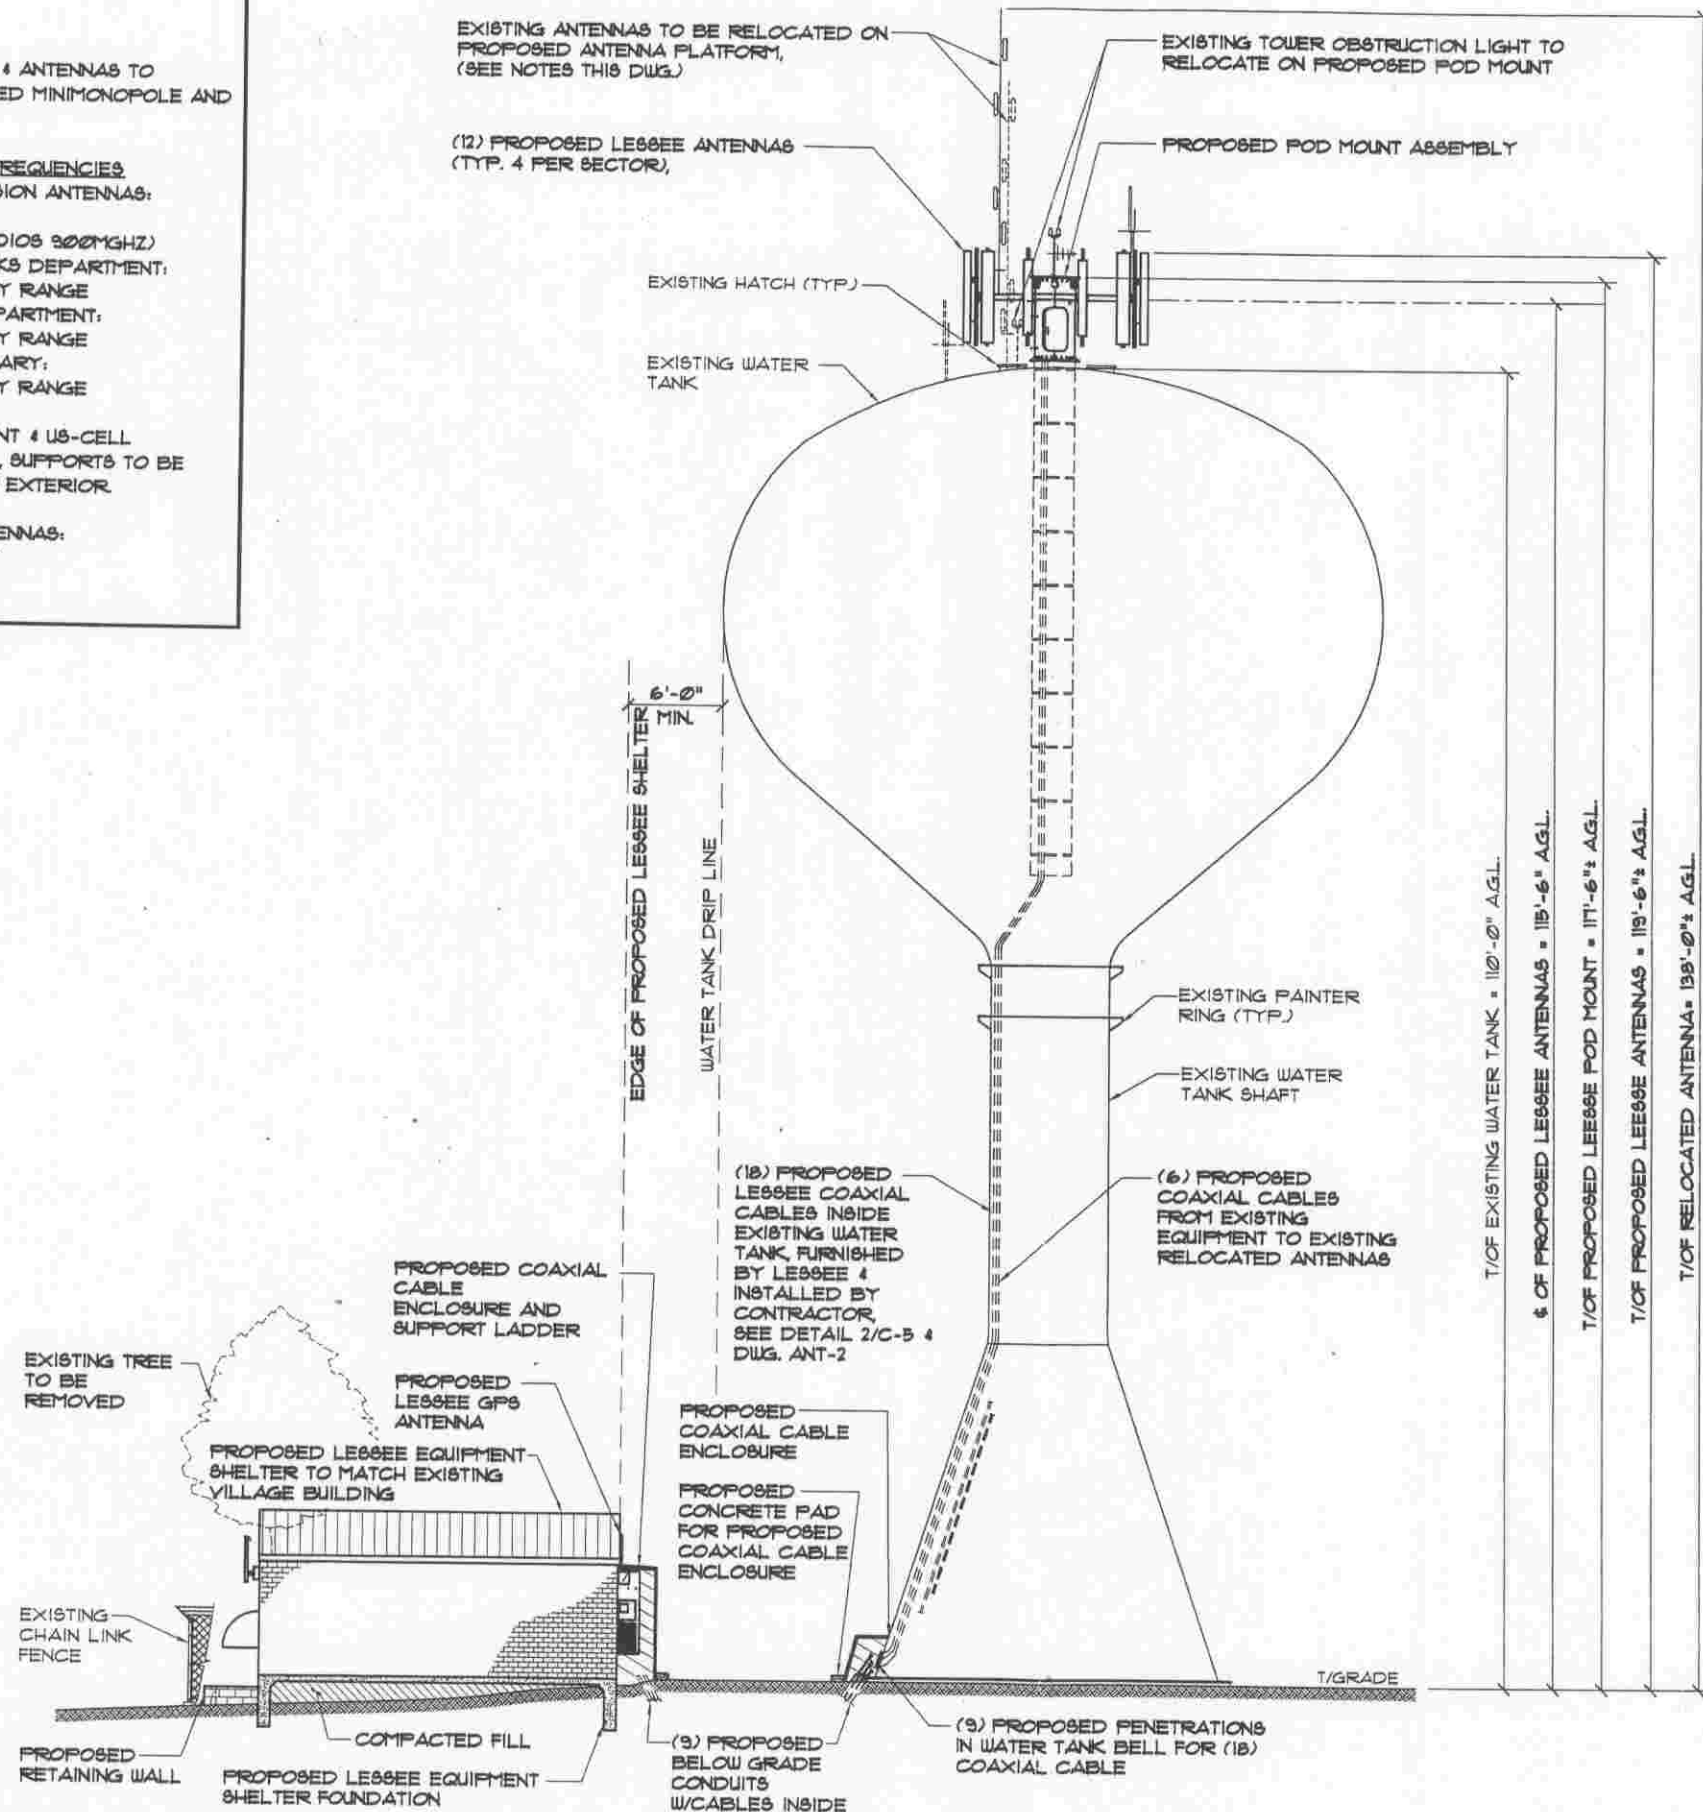 & ANTENNAS TO
ED MINIMONOPOLE AND
REQUENCIES
SION ANTENNAS:
DIOS 900MGHZ)
KS DEPARTMENT:
Y RANGE
PARTMENT:
Y RANGE
ARY:
Y RANGE
NT & US-CELL
, SUPPORTS TO BE
EXTERIOR
ENNAS:
EXISTING ANTENNAS TO BE RELOCATED ON
PROPOSED ANTENNA PLATFORM,
(SEE NOTES THIS DWG.)
EXISTING TOWER OBSTRUCTION LIGHT TO
RELOCATE ON PROPOSED POD MOUNT
(12) PROPOSED LESSEE ANTENNAS
(TYP. 4 PER SECTOR),
PROPOSED POD MOUNT ASSEMBLY
EXISTING HATCH (TYP.)
EXISTING WATER
TANK
6'-0"
MIN.
EDGE OF PROPOSED LESSEE SHELTER
WATER TANK DRIP LINE
EXISTING PAINTER
RING (TYP.)
EXISTING WATER
TANK SHAFT
(18) PROPOSED
LESSEE COAXIAL
CABLES INSIDE
EXISTING WATER
TANK, FURNISHED
BY LESSEE &
INSTALLED BY
CONTRACTOR,
SEE DETAIL 2/C-5 &
DWG. ANT-2
(6) PROPOSED
COAXIAL CABLES
FROM EXISTING
EQUIPMENT TO EXISTING
RELOCATED ANTENNAS
T/OF EXISTING WATER TANK = 110'-0" AGL.
℄ OF PROPOSED LESSEE ANTENNAS = 115'-6" AGL.
T/OF PROPOSED LEESSE POD MOUNT = 117'-6"± AGL.
T/OF PROPOSED LEESSE ANTENNAS = 119'-6"± AGL.
T/OF RELOCATED ANTENNA= 138'-0"± AGL.
PROPOSED COAXIAL
CABLE
ENCLOSURE AND
SUPPORT LADDER
EXISTING TREE
TO BE
REMOVED
PROPOSED
LESSEE GPS
ANTENNA
PROPOSED LESSEE EQUIPMENT
SHELTER TO MATCH EXISTING
VILLAGE BUILDING
PROPOSED
COAXIAL CABLE
ENCLOSURE
PROPOSED
CONCRETE PAD
FOR PROPOSED
COAXIAL CABLE
ENCLOSURE
EXISTING
CHAIN LINK
FENCE
T/GRADE
PROPOSED
RETAINING WALL
COMPACTED FILL
PROPOSED LESSEE EQUIPMENT
SHELTER FOUNDATION
(9) PROPOSED
BELOW GRADE
CONDUITS
W/CABLES INSIDE
(9) PROPOSED PENETRATIONS
IN WATER TANK BELL FOR (18)
COAXIAL CABLE